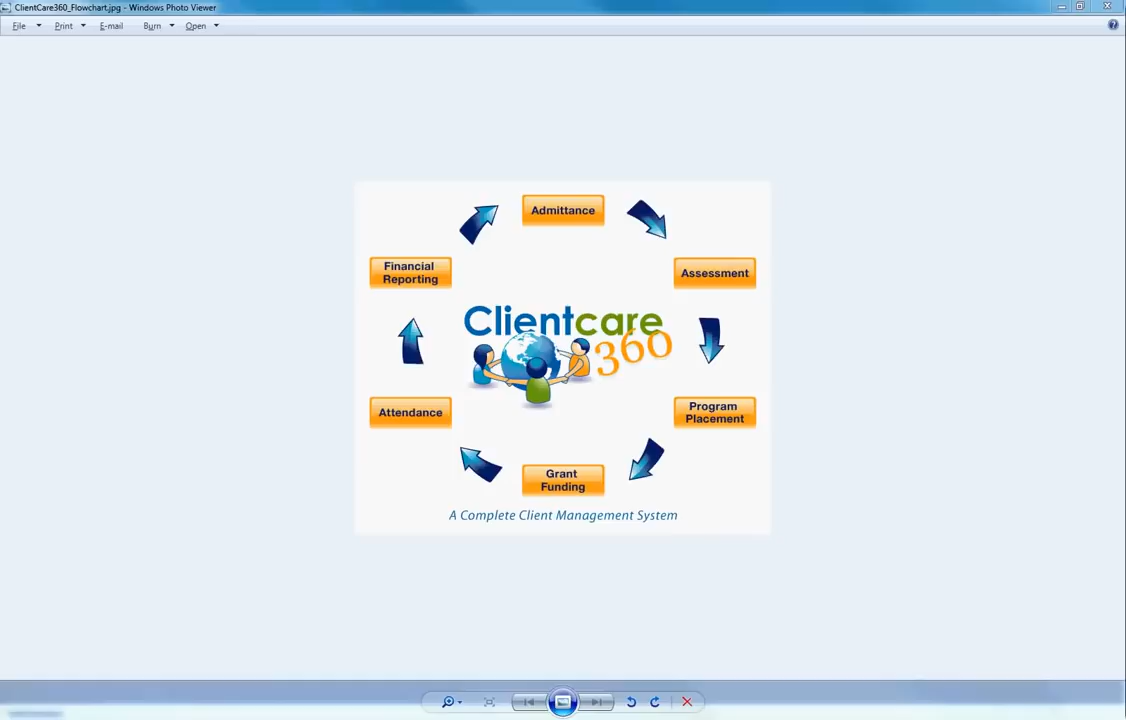 ClientCare360_Flowchart.jpg - Windows Photo Viewer
File Print E-mail Burn Open
Admittance
Financial
Reporting
Assessment
Clientcare
360
Attendance
Program
Placement
Grant
Funding
A Complete Client Management System